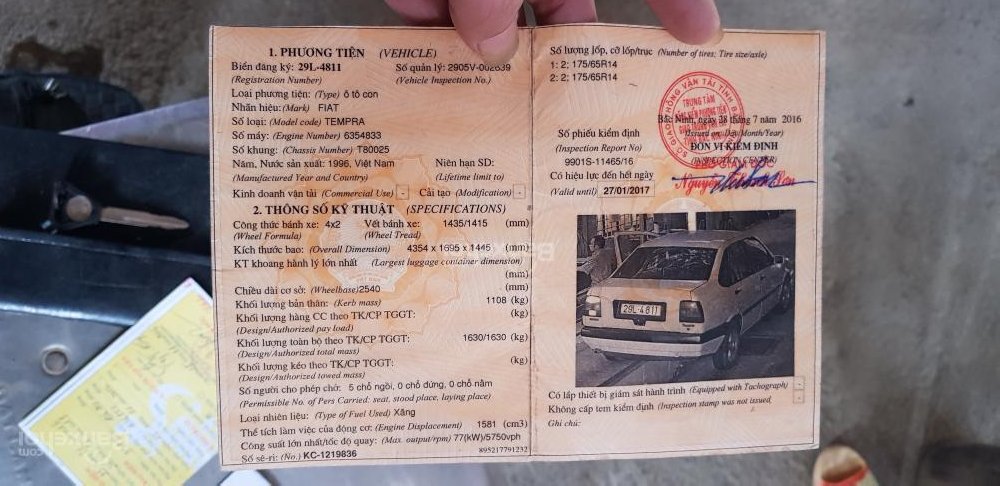 1. PHƯƠNG TIỆN (VEHICLE)
Biển đăng ký: 29L-4811 Số quản lý: 2905V-002639
(Registration Number) (Vehicle Inspection No.)
Loại phương tiện: (Type) ô tô con
Nhãn hiệu: (Mark) FIAT
Số loại: (Model code) TEMPRA
Số máy: (Engine Number) 6354833
Số khung: (Chassis Number) T80025
Năm, Nước sản xuất: 1996, Việt Nam Niên hạn SD:
(Manufactured Year and Country) (Lifetime limit to)
Kinh doanh vận tải (Commercial Use) - Cải tạo (Modification) -
2. THÔNG SỐ KỸ THUẬT (SPECIFICATIONS)
Công thức bánh xe: 4x2 Vết bánh xe: 1435/1415 (mm)
(Wheel Formula) (Wheel Tread)
Kích thước bao: (Overall Dimension) 4354 x 1695 x 1445 (mm)
KT khoang hành lý lớn nhất (Largest luggage container dimension)
(mm)
Chiều dài cơ sở: (Wheelbase) 2540 (mm)
Khối lượng bản thân: (Kerb mass) 1108 (kg)
Khối lượng hàng CC theo TK/CP TGGT: (kg)
(Design/Authorized pay load)
Khối lượng toàn bộ theo TK/CP TGGT: 1630/1630 (kg)
(Design/Authorized total mass)
Khối lượng kéo theo TK/CP TGGT: (kg)
(Design/Authorized towed mass)
Số người cho phép chở: 5 chỗ ngồi, 0 chỗ đứng, 0 chỗ nằm
(Permissible No. of Pers Carried: seat, stood place, laying place)
Loại nhiên liệu: (Type of Fuel Used) Xăng
Thể tích làm việc của động cơ: (Engine Displacement) 1581 (cm3)
Công suất lớn nhất/tốc độ quay: (Max. output/rpm) 77(kW)/5750vph
Số sê-ri: (No.) KC-1219836 895217791232
Số lượng lốp, cỡ lốp/trục (Number of tires; Tire size/axle)
1: 2; 175/65R14
2: 2; 175/65R14
TRUNG TÂM
Bắc Ninh, ngày 28 tháng 7 năm 2016
Số phiếu kiểm định (Issued on: Day/Month/Year)
(Inspection Report No) ĐƠN VỊ KIỂM ĐỊNH
9901S-11465/16 (INSPECTION CENTER)
Có hiệu lực đến hết ngày
(Valid until) 27/01/2017 Nguyễn
29L-4811
Có lắp thiết bị giám sát hành trình (Equipped with Tachograph) -
Không cấp tem kiểm định (Inspection stamp was not issued) -
Ghi chú: